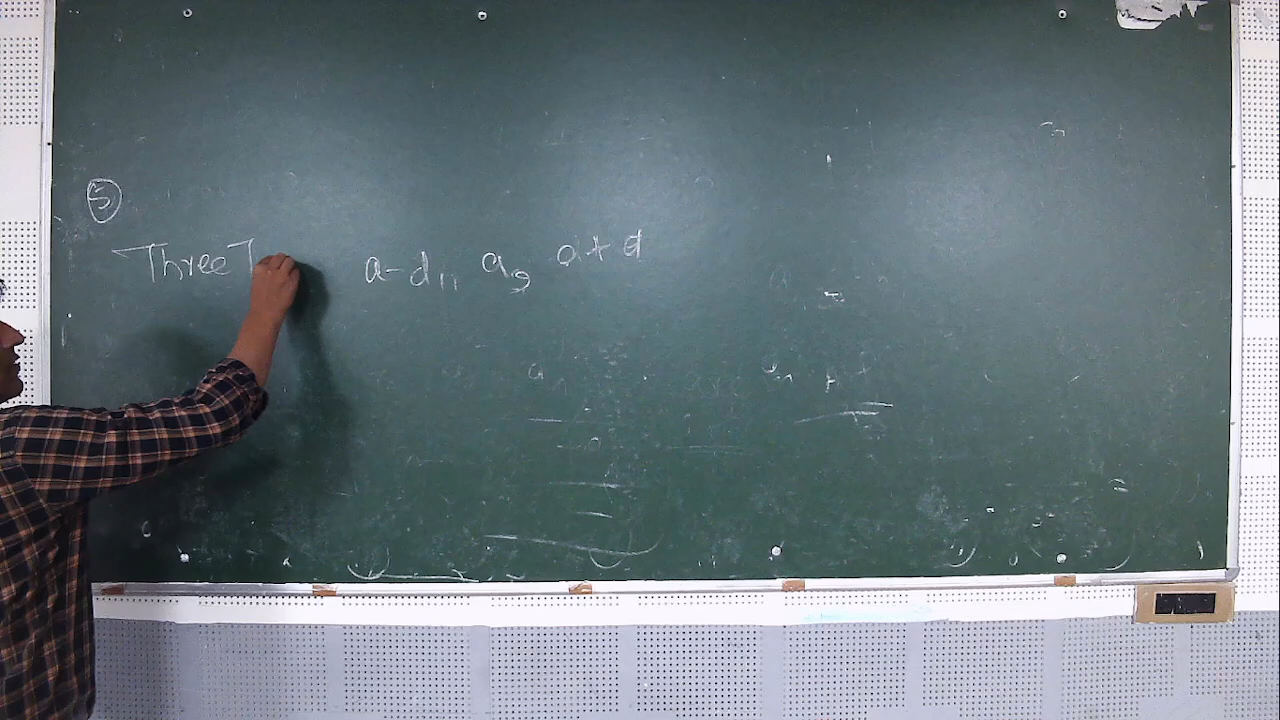 ⑤
Three T a-d, a, a+d